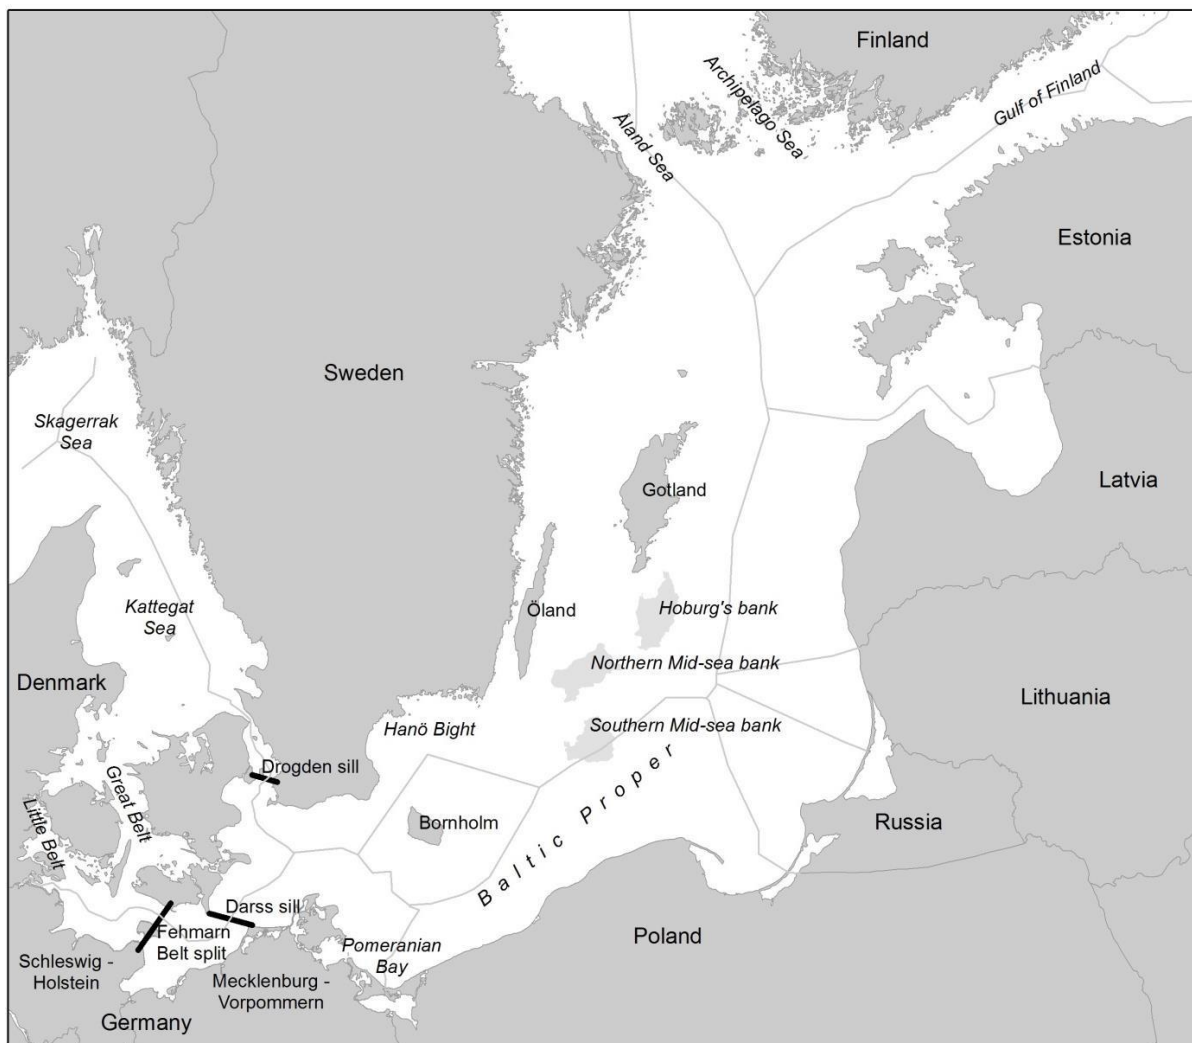 Finland
Archipelago Sea
Gulf of Finland
Åland Sea
Estonia
Sweden
Skagerrak
Sea
Gotland
Latvia
Kattegat
Sea
Öland
Hoburg's bank
Denmark
Northern Mid-sea bank
Lithuania
Hanö Bight
Southern Mid-sea bank
Drogden sill
Great Belt
Little Belt
Bornholm
Baltic Proper
Russia
Darss sill
Fehmarn
Belt split
Poland
Pomeranian
Bay
Schleswig -
Holstein
Mecklenburg -
Vorpommern
Germany